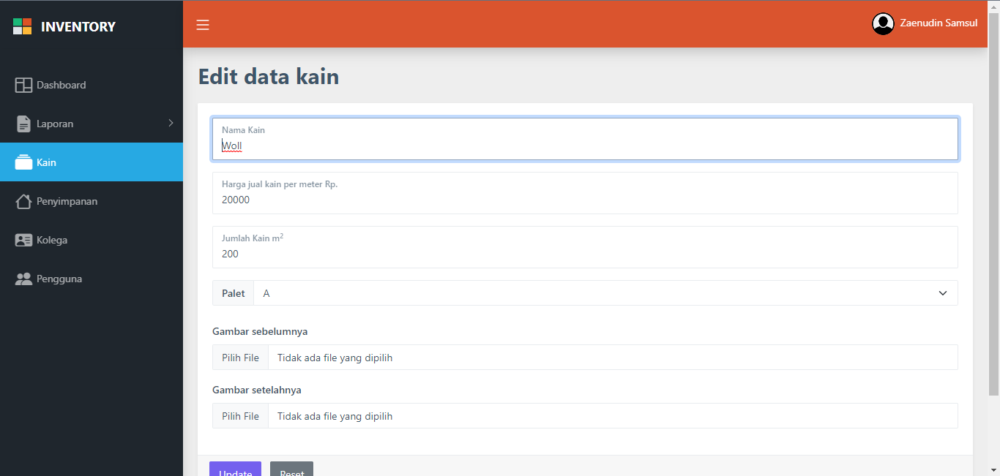 INVENTORY
Zaenudin Samsul
Dashboard
Laporan
Kain
Penyimpanan
Kolega
Pengguna
Edit data kain
Nama Kain
Woll
Harga jual kain per meter Rp.
20000
Jumlah Kain m²
200
Palet A
Gambar sebelumnya
Pilih File Tidak ada file yang dipilih
Gambar setelahnya
Pilih File Tidak ada file yang dipilih
Update Reset